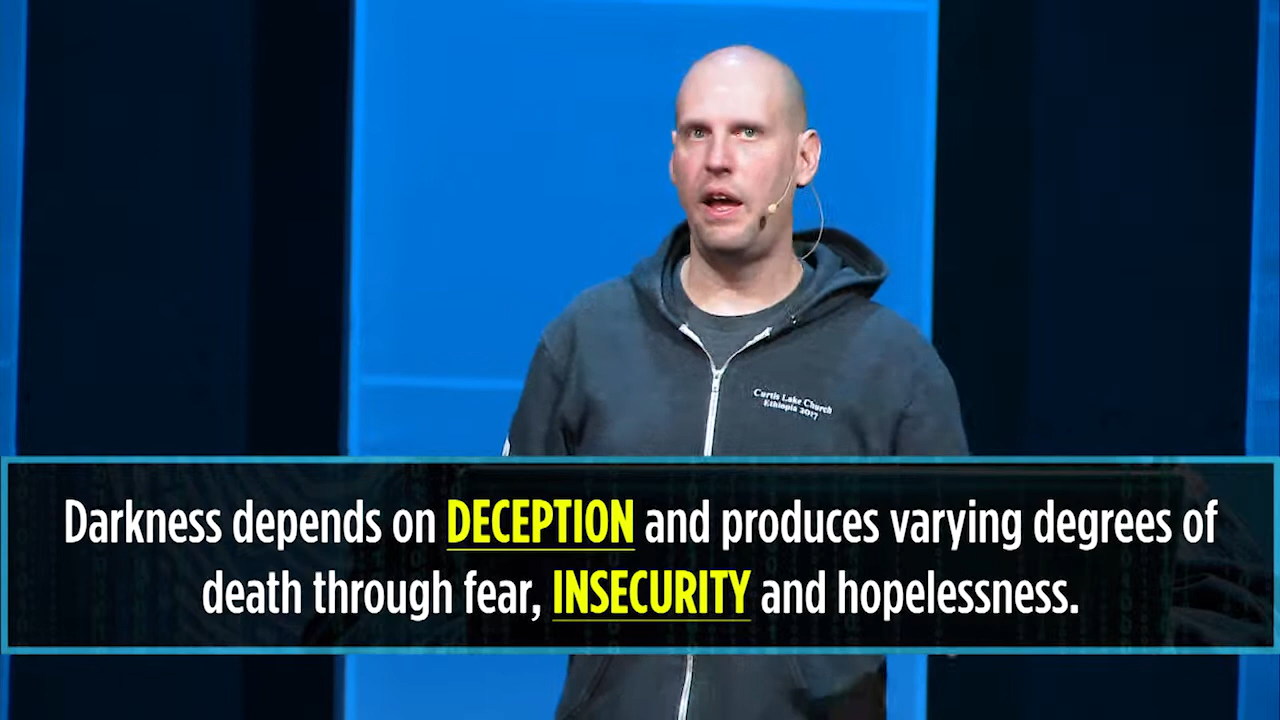 Curtis Lake Church
Ethiopia 2017
Darkness depends on DECEPTION and produces varying degrees of
death through fear, INSECURITY and hopelessness.